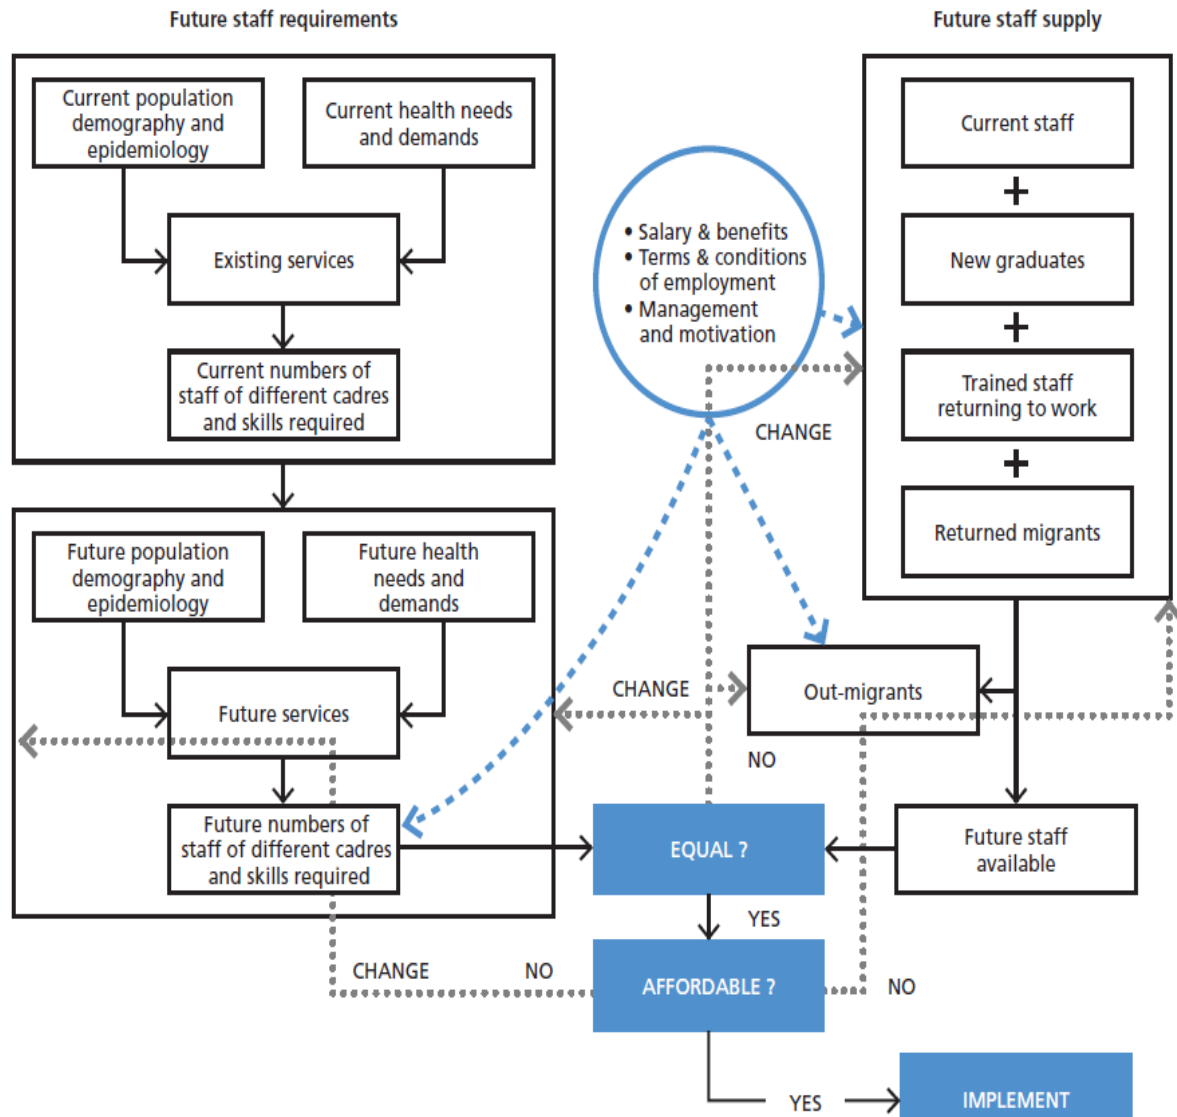 Future staff requirements
Future staff supply
Current population
demography and
epidemiology
Current health needs
and demands
Existing services
Current numbers of
staff of different cadres
and skills required
Future population
demography and
epidemiology
Future health
needs and
demands
Future services
Future numbers of
staff of different cadres
and skills required
• Salary & benefits
• Terms & conditions
of employment
• Management
and motivation
Current staff
+
New graduates
+
Trained staff
returning to work
+
Returned migrants
CHANGE
CHANGE
Out-migrants
NO
EQUAL ?
Future staff
available
YES
CHANGE
NO
AFFORDABLE ?
NO
YES
IMPLEMENT